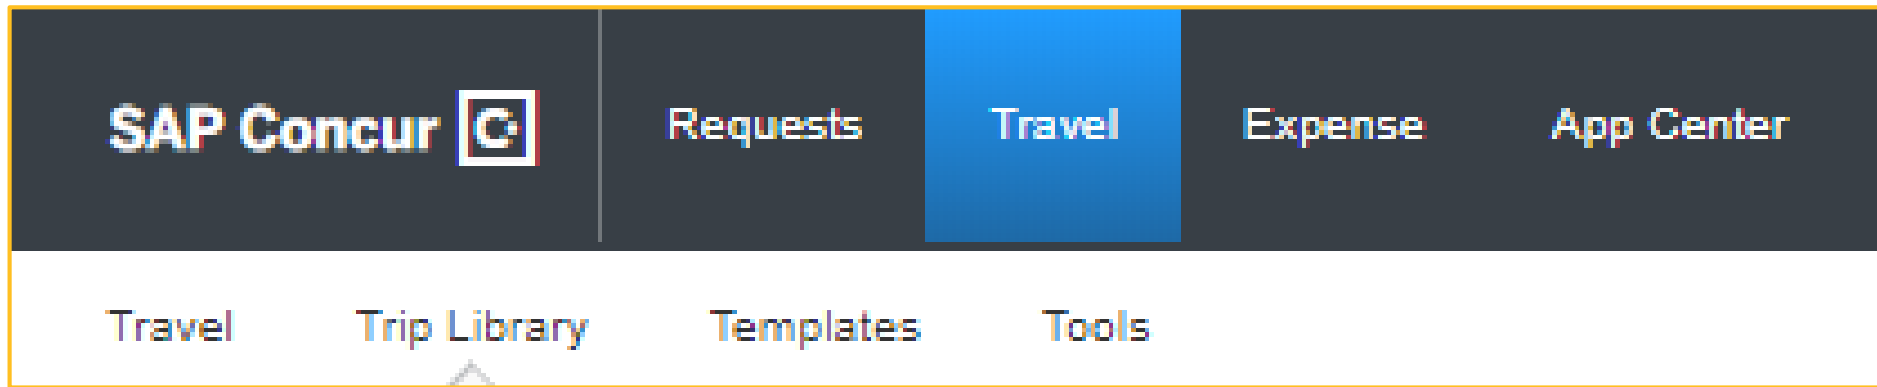 SAP Concur C Requests Travel Expense App Center
Travel Trip Library Templates Tools